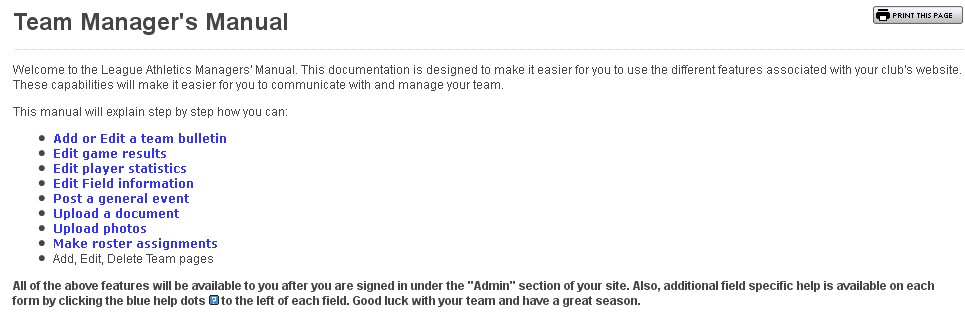 Team Manager's Manual
PRINT THIS PAGE
Welcome to the League Athletics Managers' Manual. This documentation is designed to make it easier for you to use the different features associated with your club's website.
These capabilities will make it easier for you to communicate with and manage your team.
This manual will explain step by step how you can:
Add or Edit a team bulletin
Edit game results
Edit player statistics
Edit Field information
Post a general event
Upload a document
Upload photos
Make roster assignments
Add, Edit, Delete Team pages
All of the above features will be available to you after you are signed in under the "Admin" section of your site. Also, additional field specific help is available on each
form by clicking the blue help dots ? to the left of each field. Good luck with your team and have a great season.